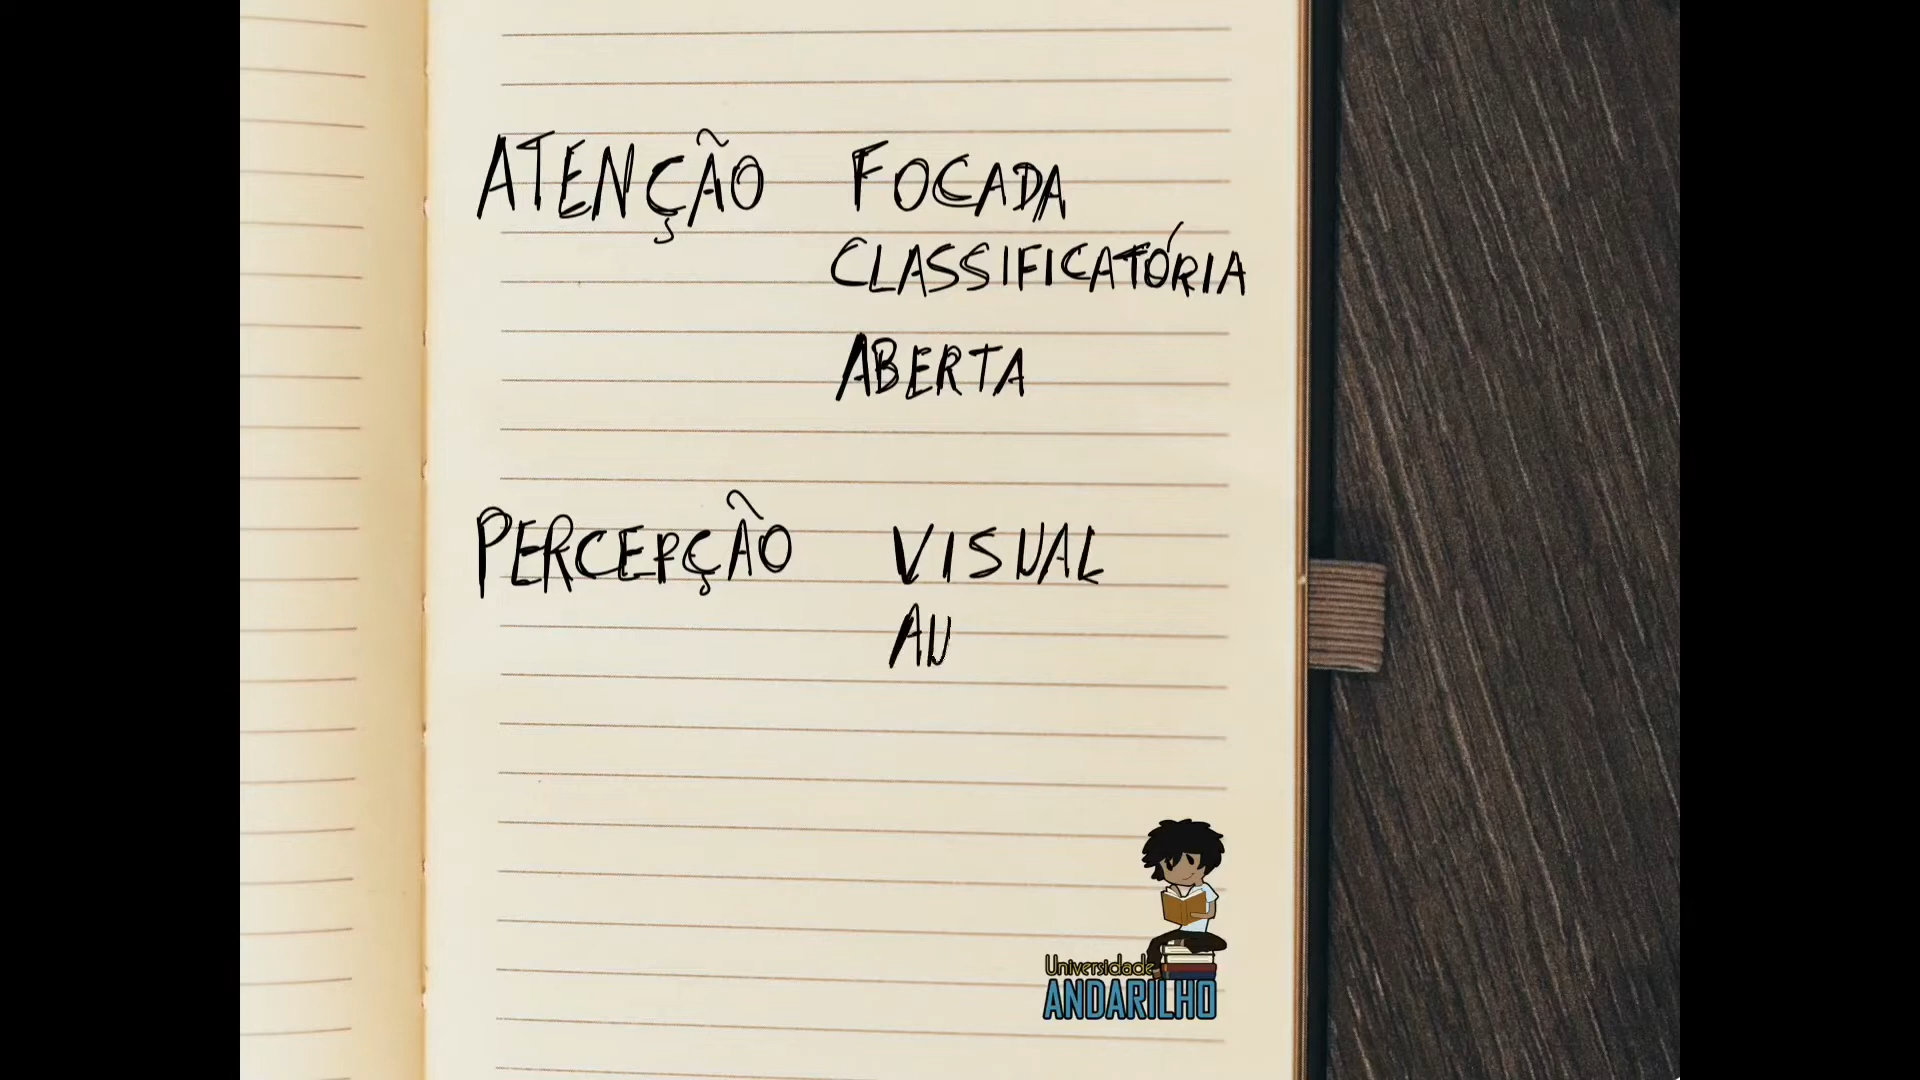 ATENÇÃO FOCADA
CLASSIFICATÓRIA
ABERTA
PERCEPÇÃO VISUAL
AU
Universidade
ANDARILHO